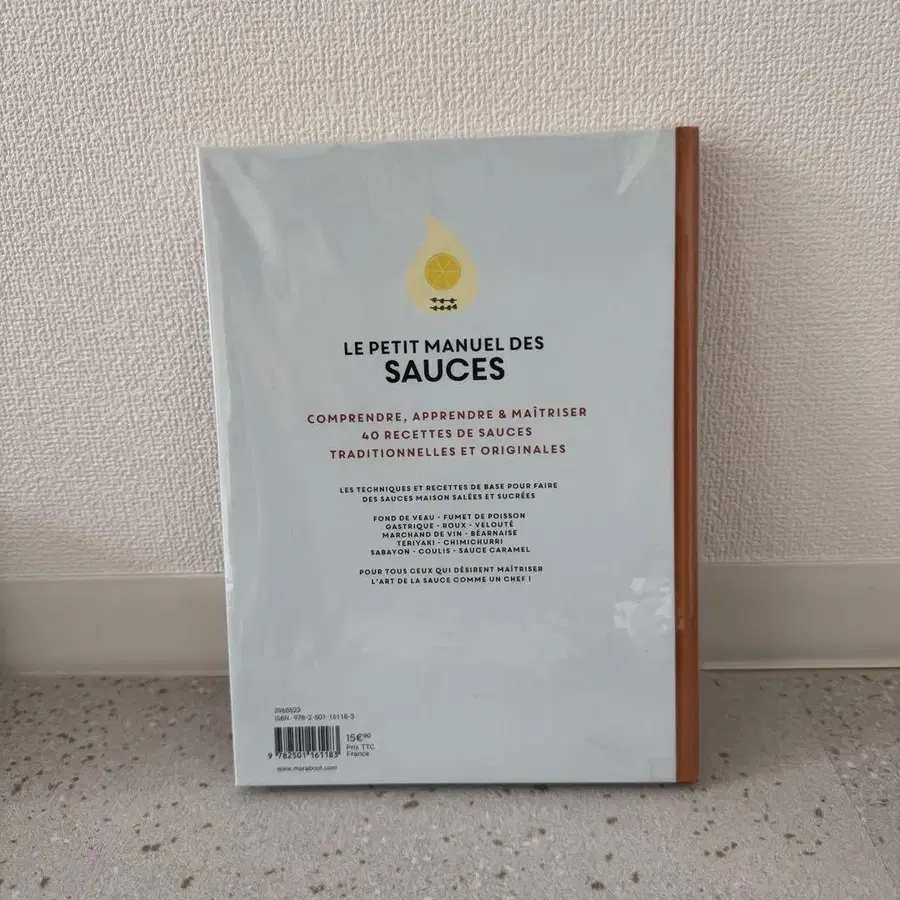 LE PETIT MANUEL DES
SAUCES
COMPRENDRE, APPRENDRE & MAÎTRISER
40 RECETTES DE SAUCES
TRADITIONNELLES ET ORIGINALES
LES TECHNIQUES ET RECETTES DE BASE POUR FAIRE
DES SAUCES MAISON SALÉES ET SUCRÉES
FOND DE VEAU - FUMET DE POISSON
GASTRIQUE - ROUX - VELOUTÉ
MARCHAND DE VIN - BÉARNAISE
TERIYAKI - CHIMICHURRI
SABAYON - COULIS - SAUCE CARAMEL
POUR TOUS CEUX QUI DÉSIRENT MAÎTRISER
L'ART DE LA SAUCE COMME UN CHEF !
ISBN 978-2-501-16118-3
15€90
Prix TTC
France
9 782501 161183
www.marabout.com